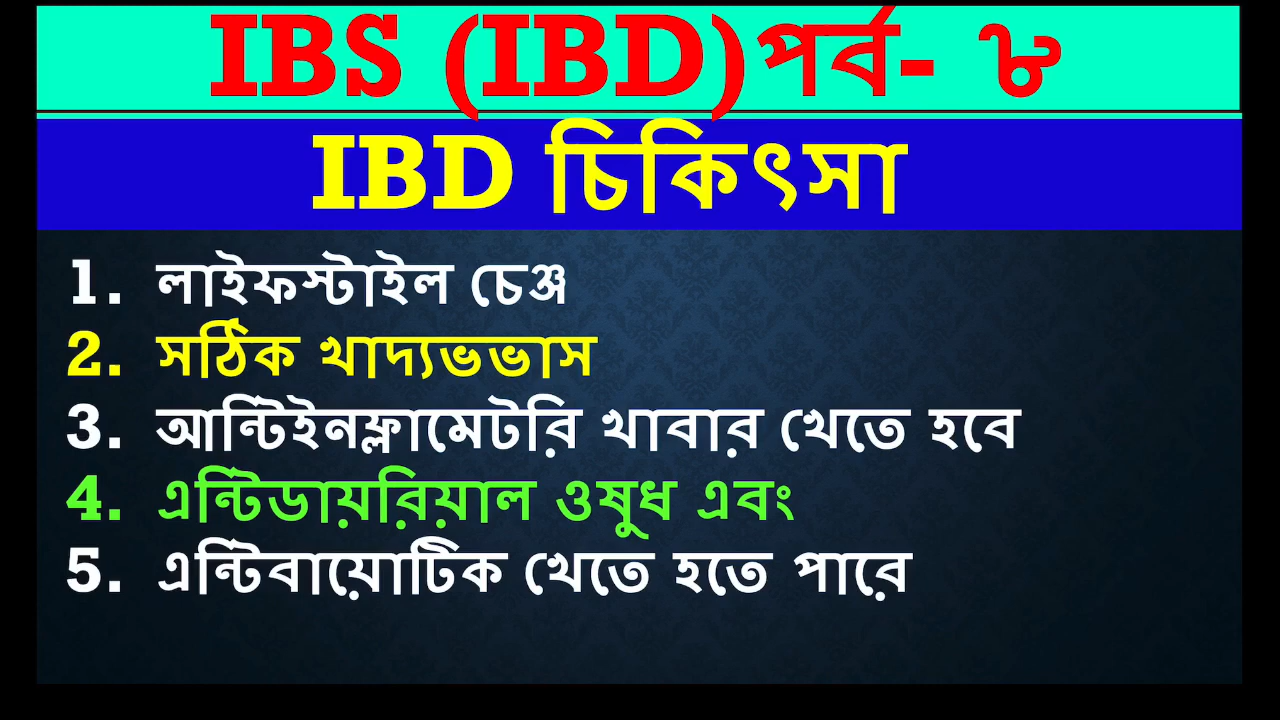 IBS (IBD)পর্ব- ৮
IBD চিকিৎসা
1. লাইফস্টাইল চেঞ্জ
2. সঠিক খাদ্যভভাস
3. আন্টিইনফ্লামেটরি খাবার খেতে হবে
4. এন্টিডায়রিয়াল ওষুধ এবং
5. এন্টিবায়োটিক খেতে হতে পারে